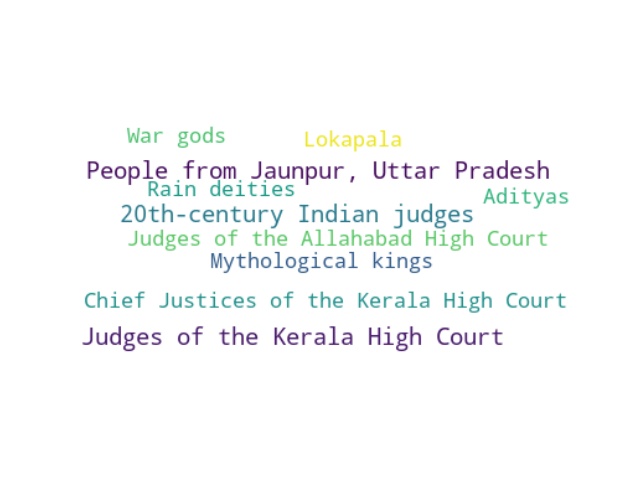 War gods
Lokapala
People from Jaunpur, Uttar Pradesh
Rain deities
Adityas
20th-century Indian judges
Judges of the Allahabad High Court
Mythological kings
Chief Justices of the Kerala High Court
Judges of the Kerala High Court